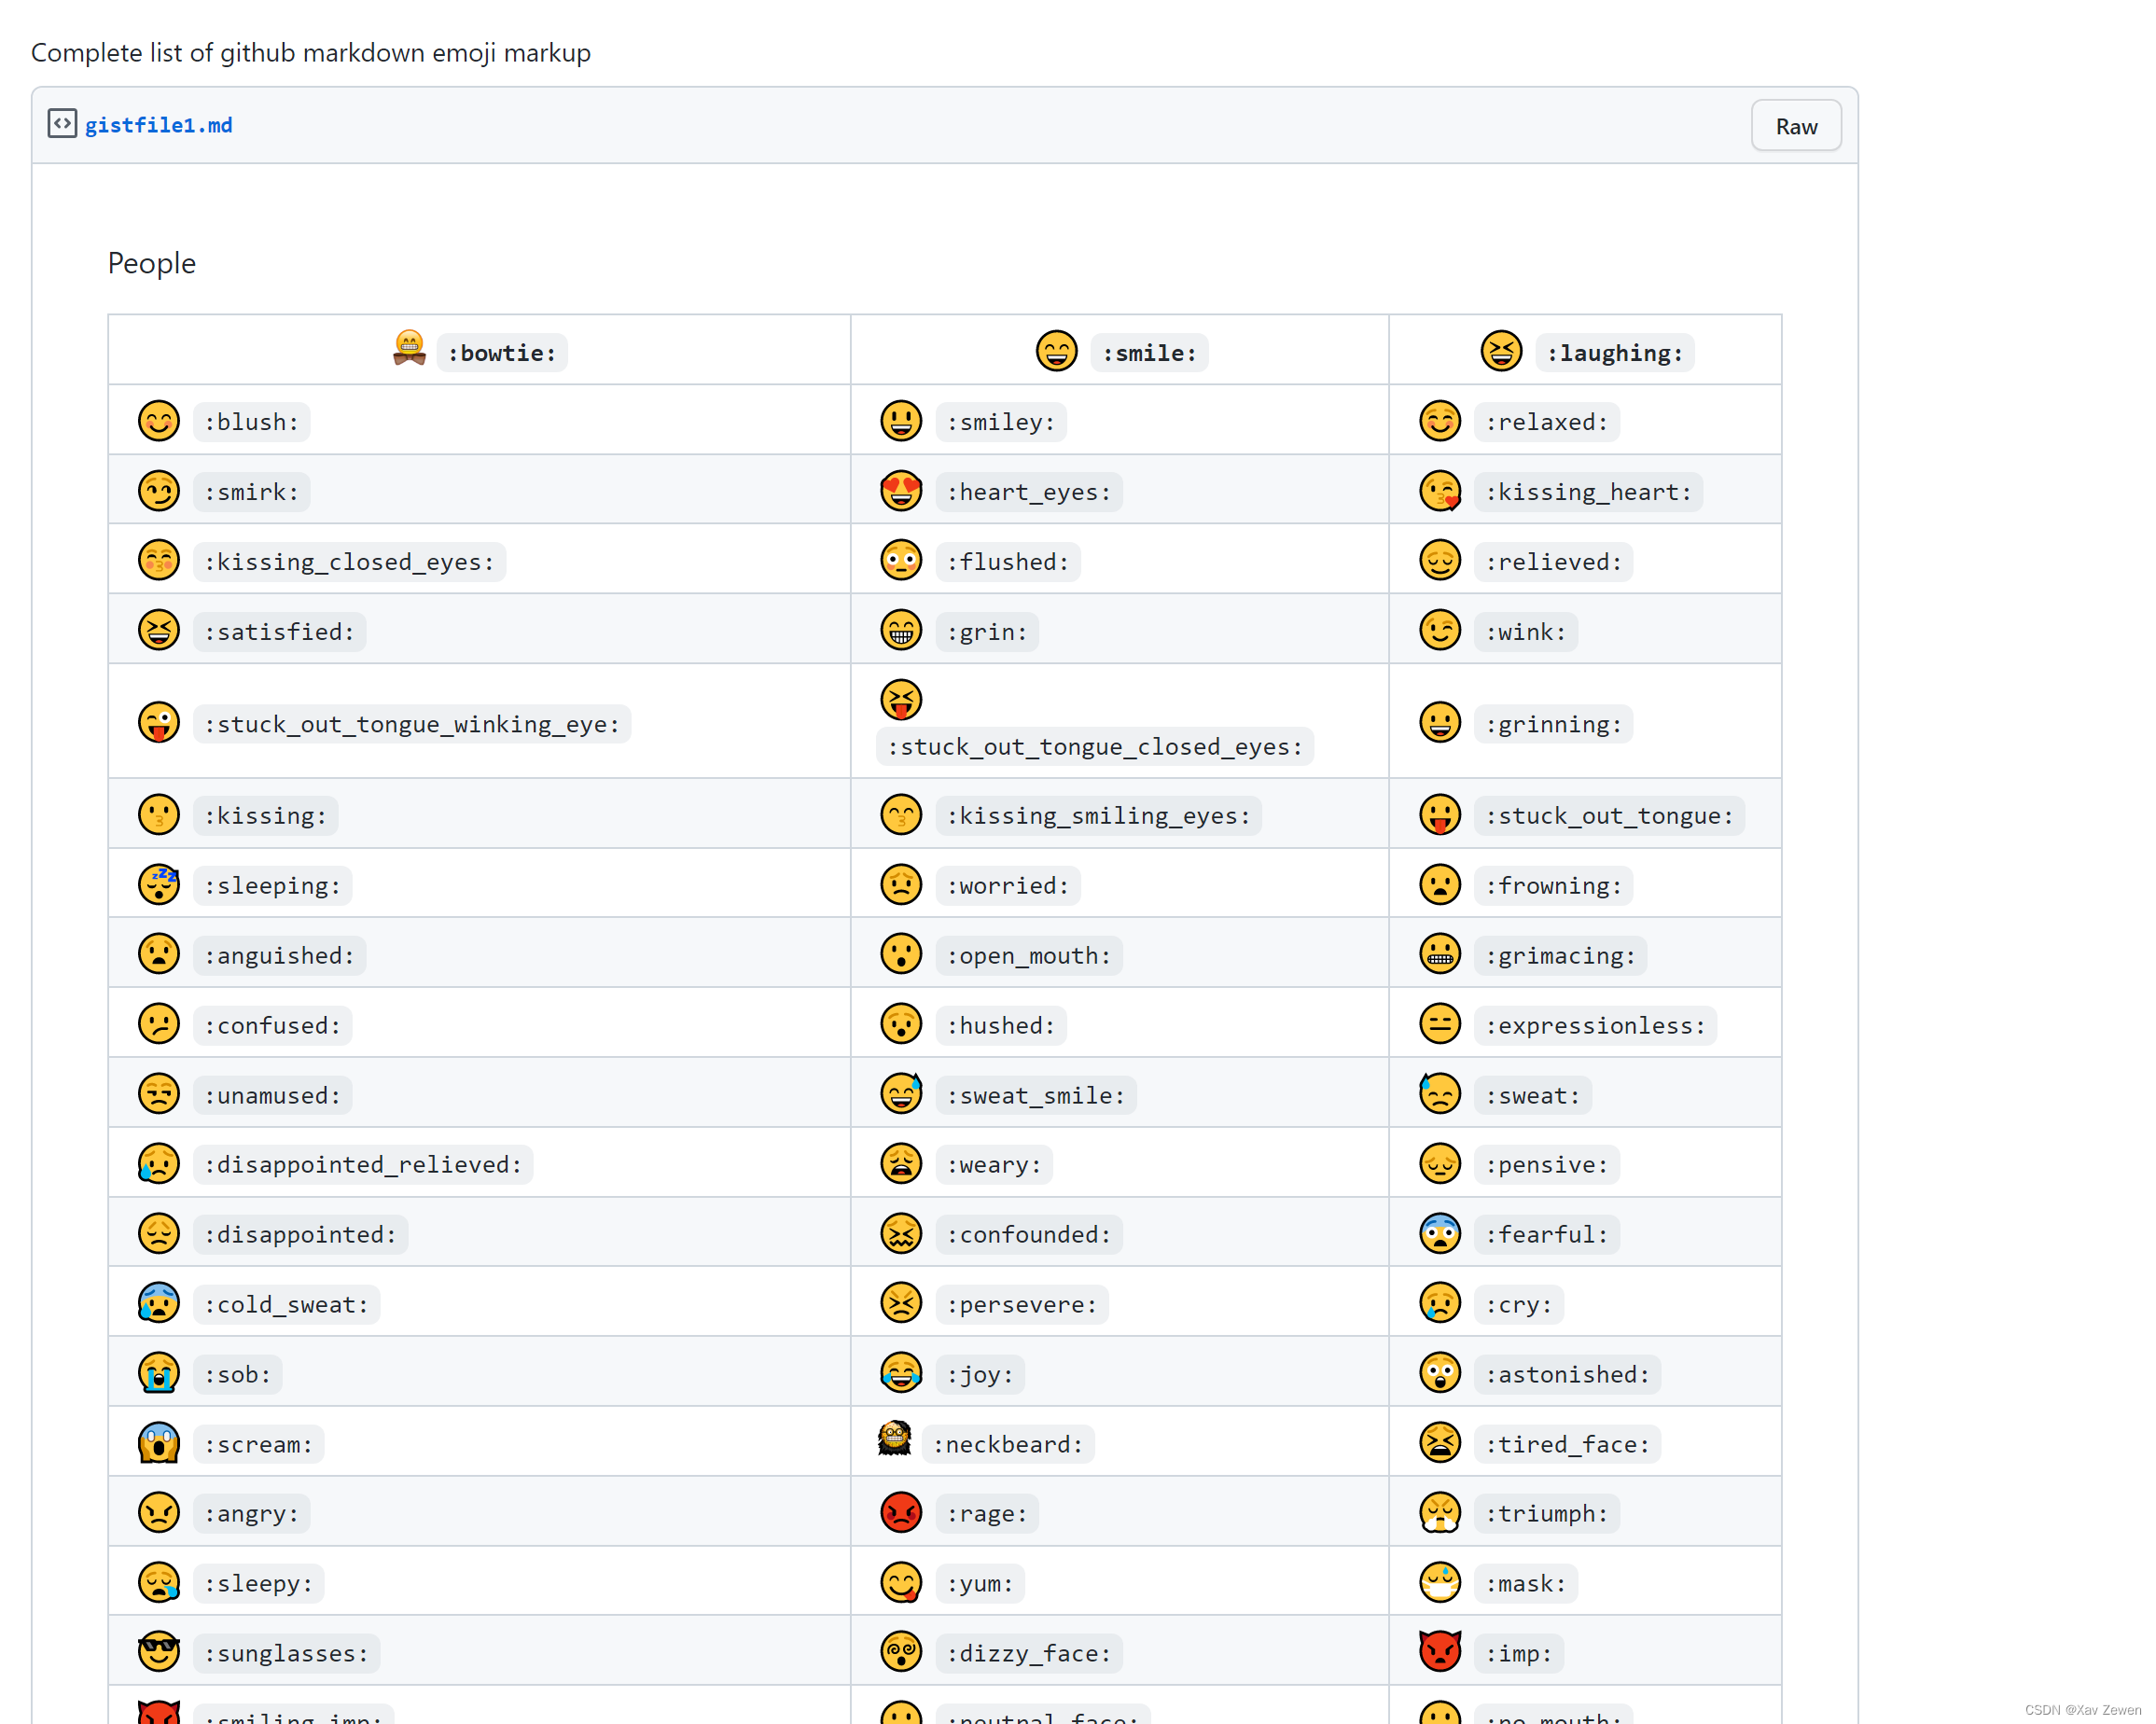 Complete list of github markdown emoji markup
gistfile1.md Raw
People
:bowtie: :smile: :laughing:
:blush: :smiley: :relaxed:
:smirk: :heart_eyes: :kissing_heart:
:kissing_closed_eyes: :flushed: :relieved:
:satisfied: :grin: :wink:
:stuck_out_tongue_winking_eye: :stuck_out_tongue_closed_eyes: :grinning:
:kissing: :kissing_smiling_eyes: :stuck_out_tongue:
:sleeping: :worried: :frowning:
:anguished: :open_mouth: :grimacing:
:confused: :hushed: :expressionless:
:unamused: :sweat_smile: :sweat:
:disappointed_relieved: :weary: :pensive:
:disappointed: :confounded: :fearful:
:cold_sweat: :persevere: :cry:
:sob: :joy: :astonished:
:scream: :neckbeard: :tired_face:
:angry: :rage: :triumph:
:sleepy: :yum: :mask:
:sunglasses: :dizzy_face: :imp:
:smiling_imp: :neutral_face: :no_mouth:
CSDN @Xav Zewen